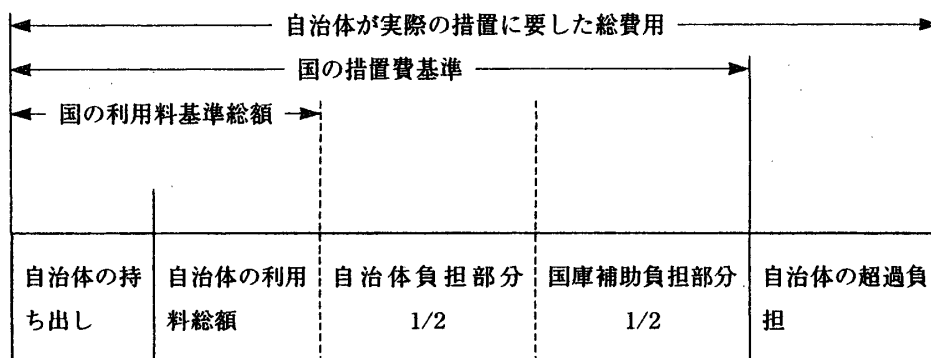 自治体が実際の措置に要した総費用
国の措置費基準
国の利用料基準総額
自治体の持
ち出し
自治体の利用
料総額
自治体負担部分
1/2
国庫補助負担部分
1/2
自治体の超過負
担